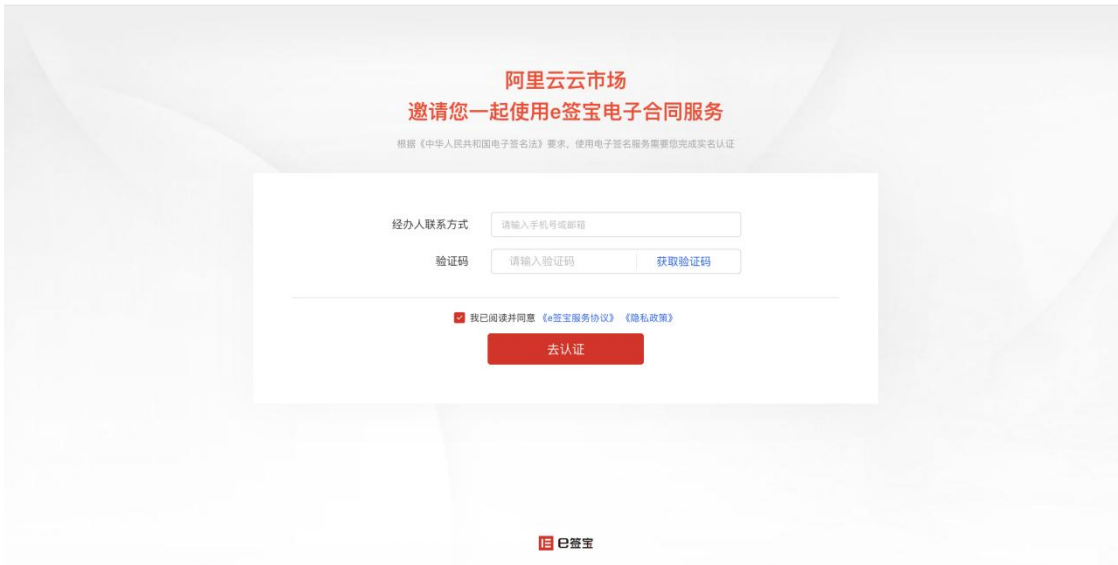 阿里云云市场
邀请您一起使用e签宝电子合同服务
根据《中华人民共和国电子签名法》要求，使用电子签名服务需要您完成实名认证
经办人联系方式 请输入手机号或邮箱
验证码 请输入验证码 获取验证码
我已阅读并同意《e签宝服务协议》《隐私政策》
去认证
e签宝